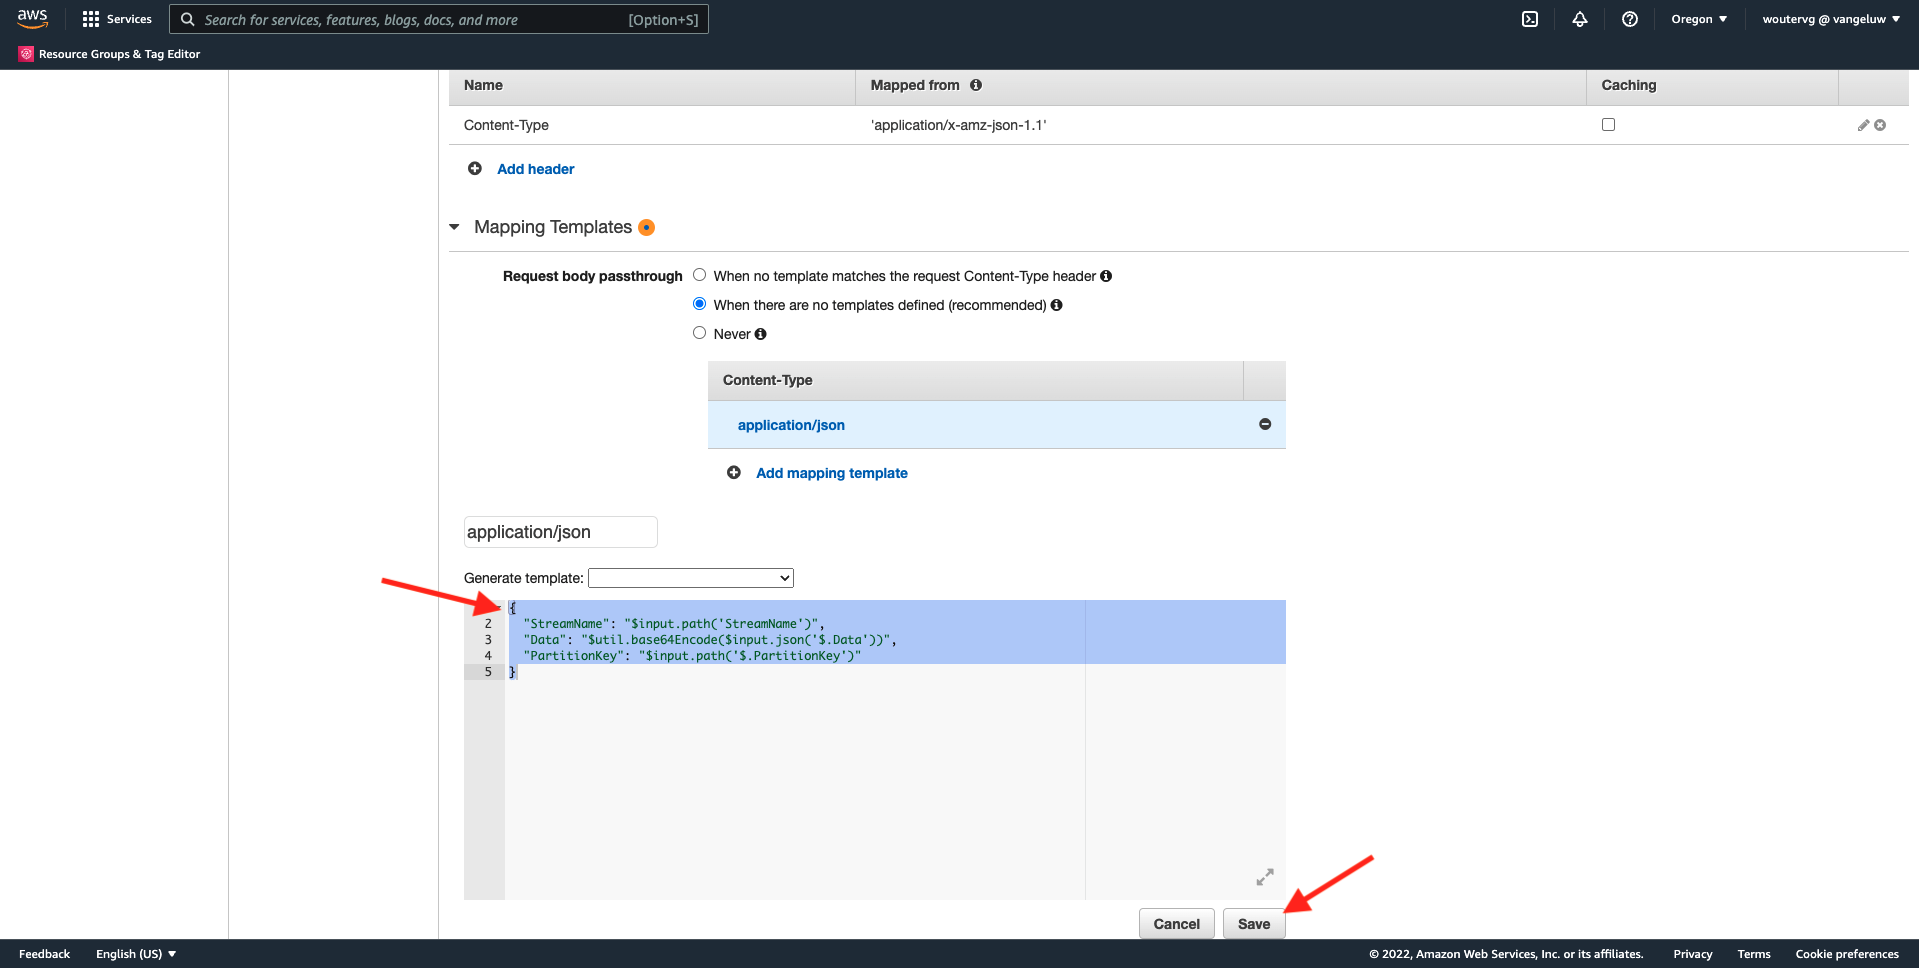 aws
Services
Search for services, features, blogs, docs, and more
[Option+S]
Oregon
woutervg @ vangeluw
Resource Groups & Tag Editor
Name
Mapped from
Caching
Content-Type
'application/x-amz-json-1.1'
Add header
Mapping Templates
Request body passthrough
When no template matches the request Content-Type header
When there are no templates defined (recommended)
Never
Content-Type
application/json
Add mapping template
application/json
Generate template:
{
2 "StreamName": "$input.path('StreamName')",
3 "Data": "$util.base64Encode($input.json('$.Data'))",
4 "PartitionKey": "$input.path('$.PartitionKey')"
5 }
Cancel
Save
Feedback
English (US)
© 2022, Amazon Web Services, Inc. or its affiliates.
Privacy
Terms
Cookie preferences